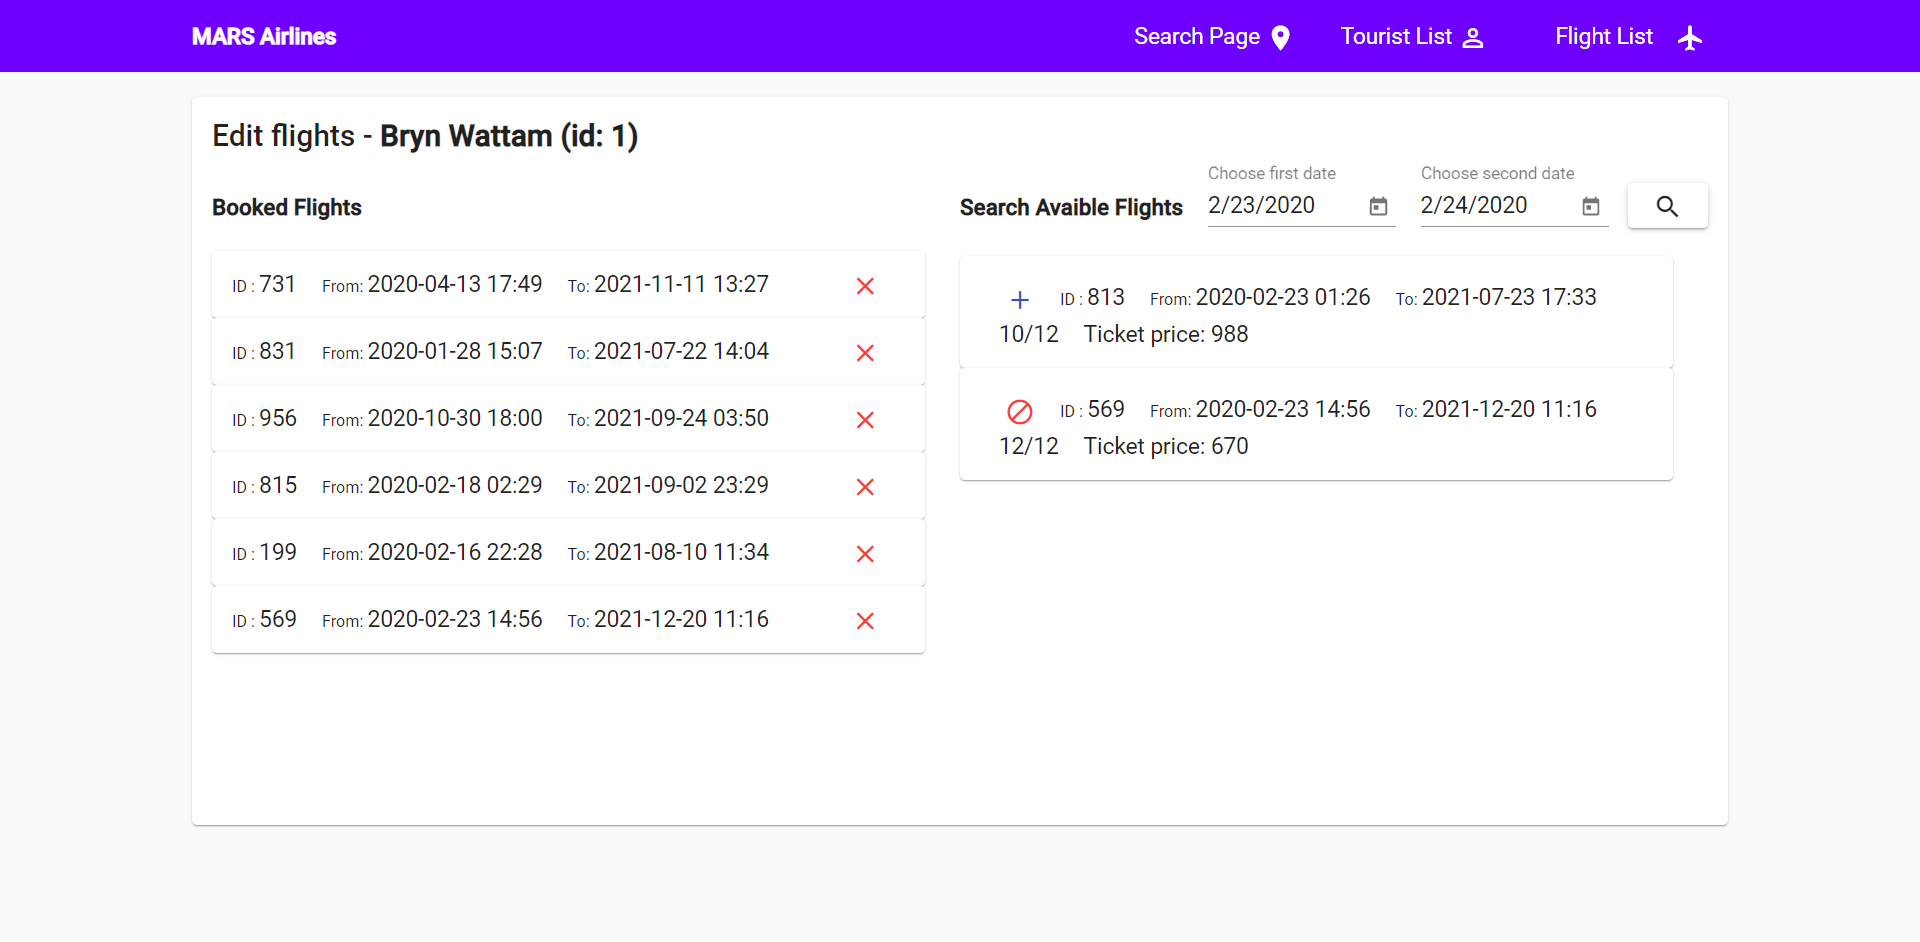 MARS Airlines
Search Page
Tourist List
Flight List
Edit flights - Bryn Wattam (id: 1)
Booked Flights
ID : 731 From: 2020-04-13 17:49 To: 2021-11-11 13:27
ID : 831 From: 2020-01-28 15:07 To: 2021-07-22 14:04
ID : 956 From: 2020-10-30 18:00 To: 2021-09-24 03:50
ID : 815 From: 2020-02-18 02:29 To: 2021-09-02 23:29
ID : 199 From: 2020-02-16 22:28 To: 2021-08-10 11:34
ID : 569 From: 2020-02-23 14:56 To: 2021-12-20 11:16
Search Avaible Flights
Choose first date
2/23/2020
Choose second date
2/24/2020
ID : 813 From: 2020-02-23 01:26 To: 2021-07-23 17:33
10/12 Ticket price: 988
ID : 569 From: 2020-02-23 14:56 To: 2021-12-20 11:16
12/12 Ticket price: 670